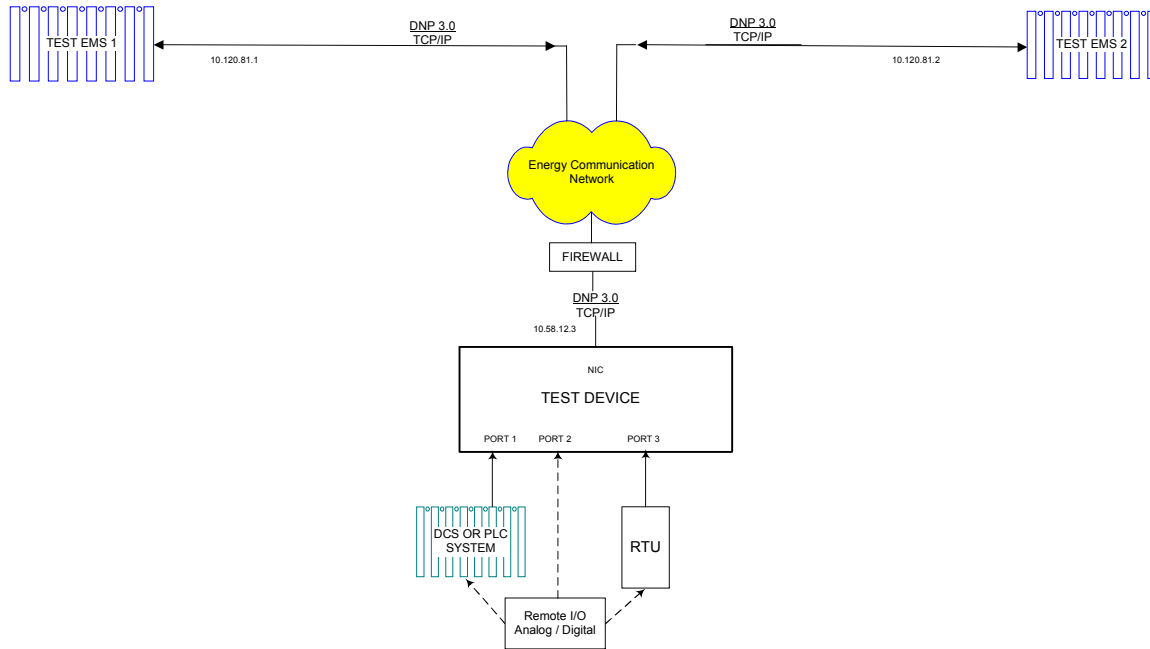 DNP 3.0
TCP/IP
DNP 3.0
TCP/IP
TEST EMS 1
TEST EMS 2
10.120.81.1
10.120.81.2
Energy Communication
Network
FIREWALL
DNP 3.0
TCP/IP
10.58.12.3
NIC
TEST DEVICE
PORT 1
PORT 2
PORT 3
DCS OR PLC
SYSTEM
RTU
Remote I/O
Analog / Digital